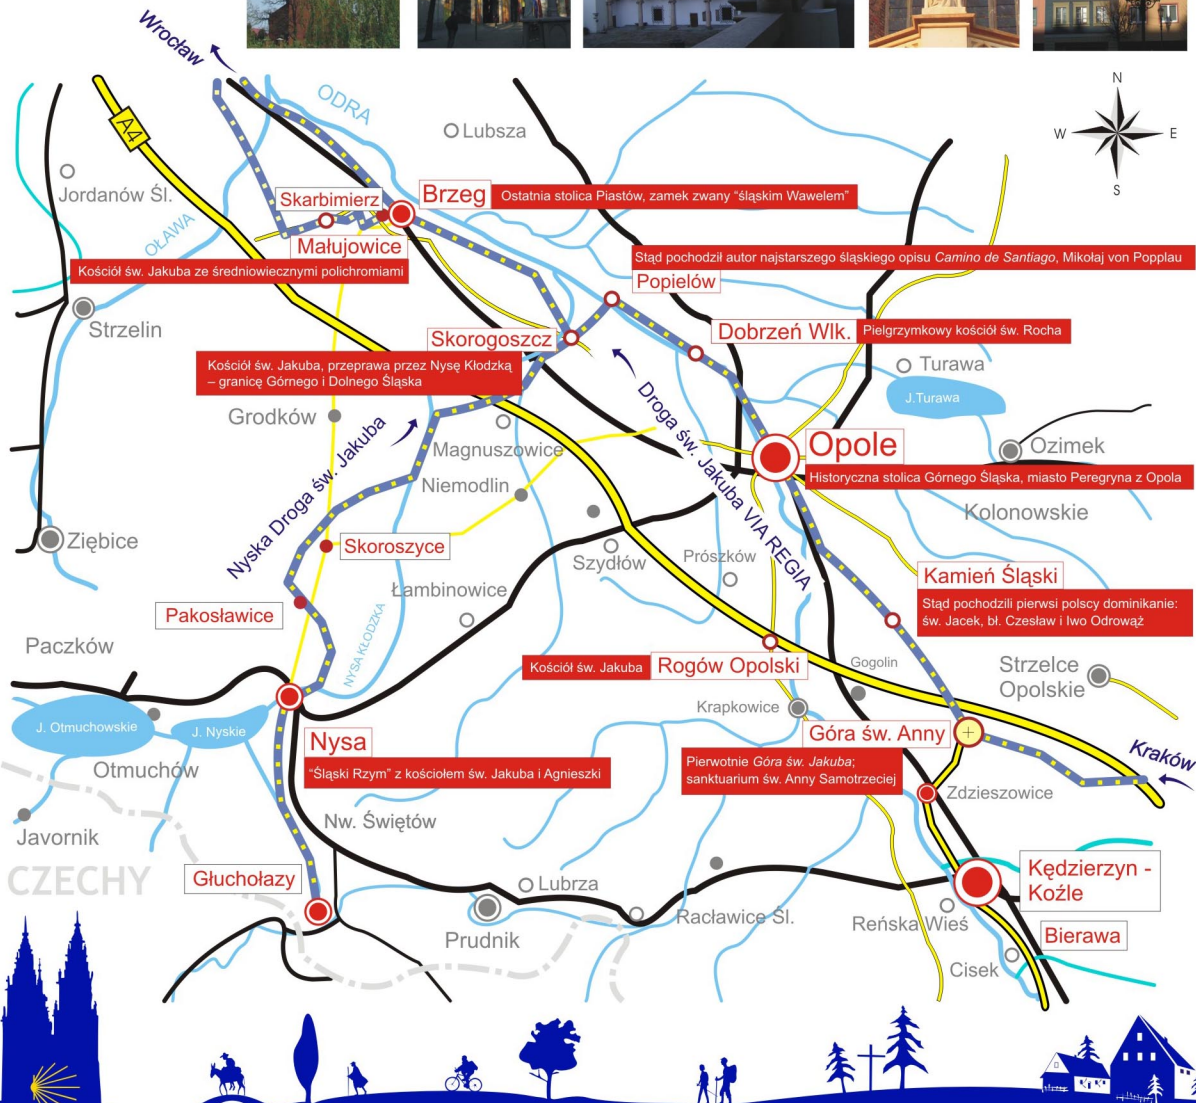 Wrocław
N
W
E
S
A4
ODRA
Lubsza
Jordanów Śl.
OŁAWA
Skarbimierz
Brzeg
Ostatnia stolica Piastów, zamek zwany “śląskim Wawelem”
Małujowice
Kościół św. Jakuba ze średniowiecznymi polichromiami
Stąd pochodził autor najstarszego śląskiego opisu Camino de Santiago, Mikołaj von Popplau
Popielów
Strzelin
Skorogoszcz
Dobrzeń Wlk.
Pielgrzymkowy kościół św. Rocha
Kościół św. Jakuba, przeprawa przez Nysę Kłodzką
– granicę Górnego i Dolnego Śląska
Turawa
J.Turawa
Grodków
Nyska Droga św. Jakuba
Droga św. Jakuba VIA REGIA
Magnuszowice
Opole
Ozimek
Historyczna stolica Górnego Śląska, miasto Peregryna z Opola
Niemodlin
Kolonowskie
Ziębice
Skoroszyce
Szydłów
Prószków
Kamień Śląski
Stąd pochodzili pierwsi polscy dominikanie:
św. Jacek, bł. Czesław i Iwo Odrowąż
Łambinowice
Pakosławice
NYSA KŁODZKA
Paczków
Kościół św. Jakuba
Rogów Opolski
Gogolin
Strzelce
Opolskie
Krapkowice
J. Otmuchowskie
J. Nyskie
Nysa
Góra św. Anny
Kraków
“Śląski Rzym” z kościołem św. Jakuba i Agnieszki
Pierwotnie Góra św. Jakuba;
sanktuarium św. Anny Samotrzeciej
Otmuchów
Zdzieszowice
Javornik
Nw. Świętów
CZECHY
Głuchołazy
Lubrza
Kędzierzyn -
Koźle
Prudnik
Racławice Śl.
Reńska Wieś
Bierawa
Cisek